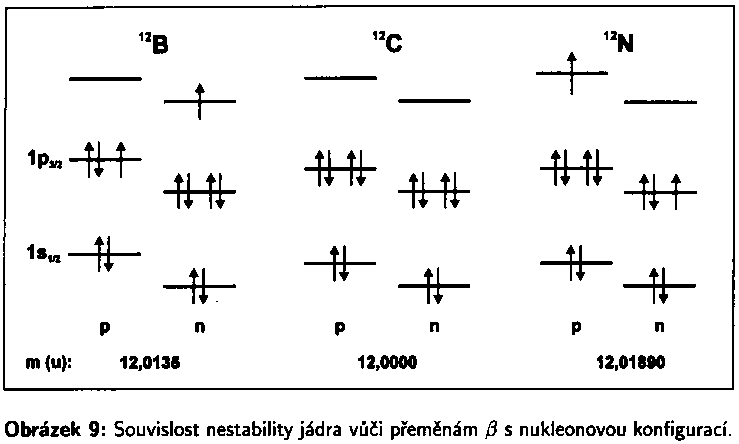 ¹²B ¹²C ¹²N
1p₃/₂
1s₁/₂
p n p n p n
m (u): 12,0135 12,0000 12,01890
Obrázek 9: Souvislost nestability jádra vůči přeměnám β s nukleonovou konfigurací.